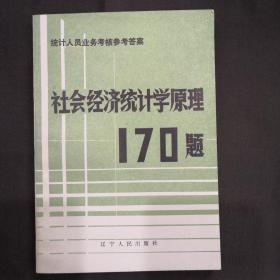 统计人员业务考核参考答案
社会经济统计学原理
170题
辽宁人民出版社